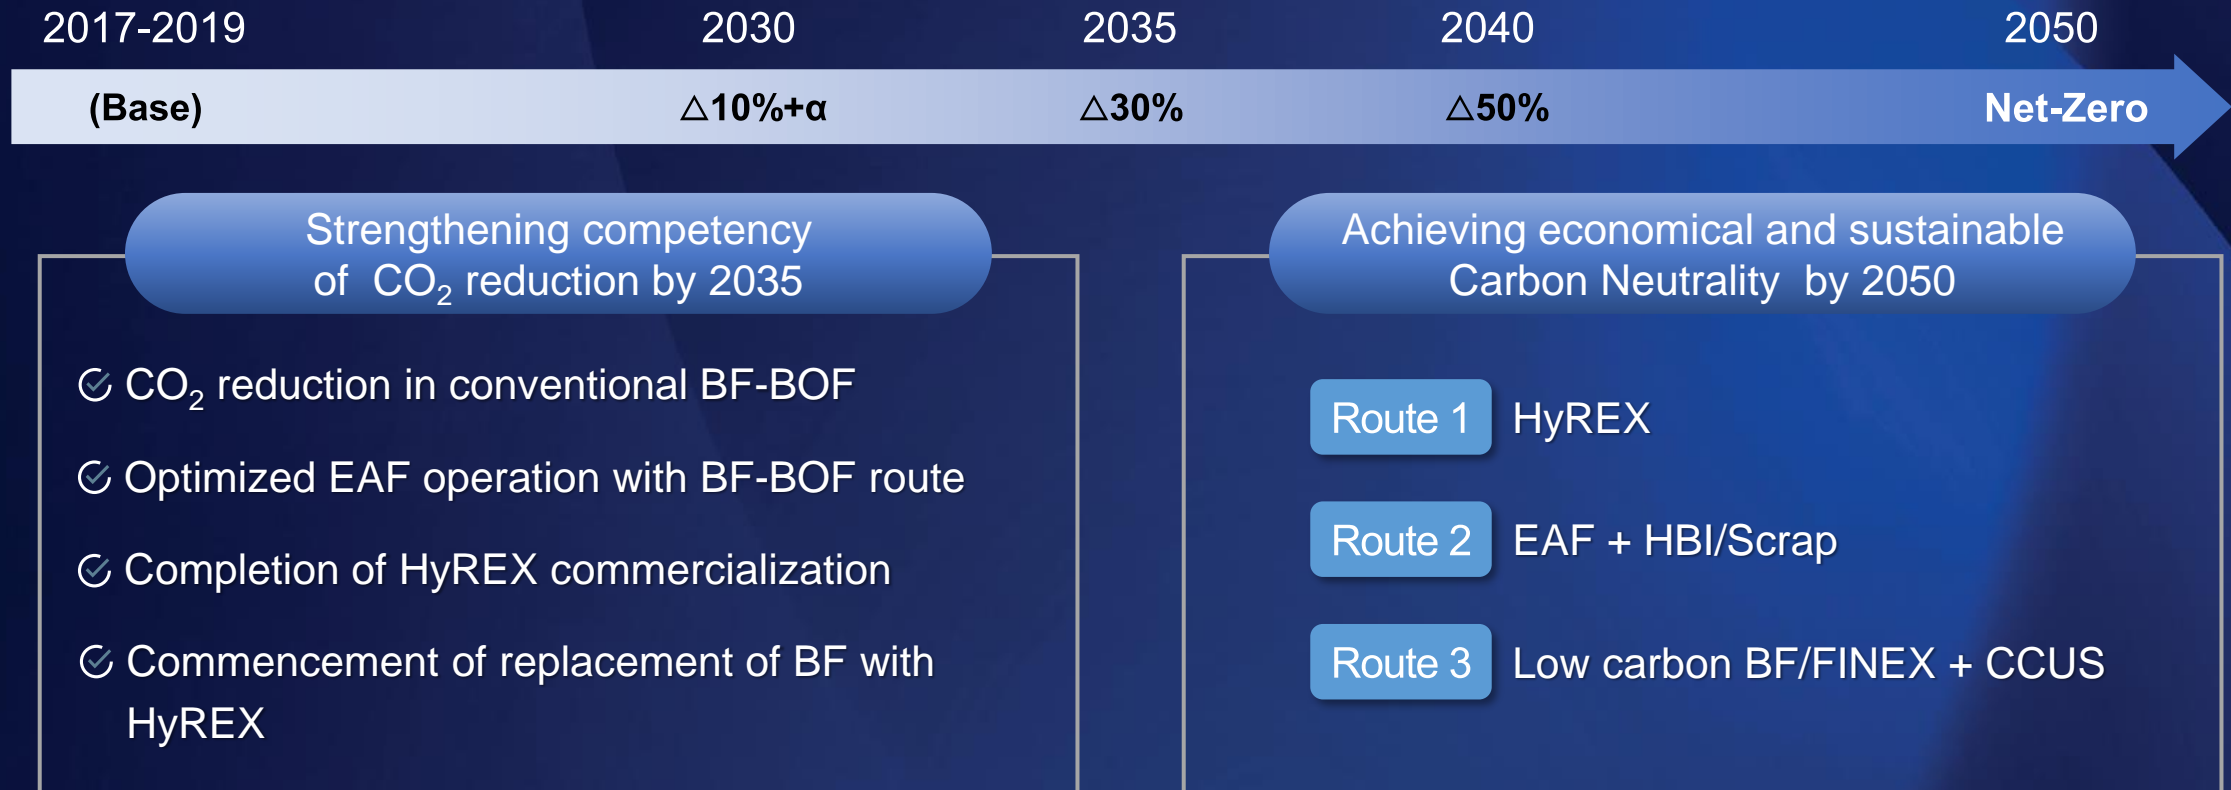 2017-2019 2030 2035 2040 2050
(Base) △10%+α △30% △50% Net-Zero
Strengthening competency
of CO₂ reduction by 2035
CO₂ reduction in conventional BF-BOF
Optimized EAF operation with BF-BOF route
Completion of HyREX commercialization
Commencement of replacement of BF with
HyREX
Achieving economical and sustainable
Carbon Neutrality by 2050
Route 1 HyREX
Route 2 EAF + HBI/Scrap
Route 3 Low carbon BF/FINEX + CCUS